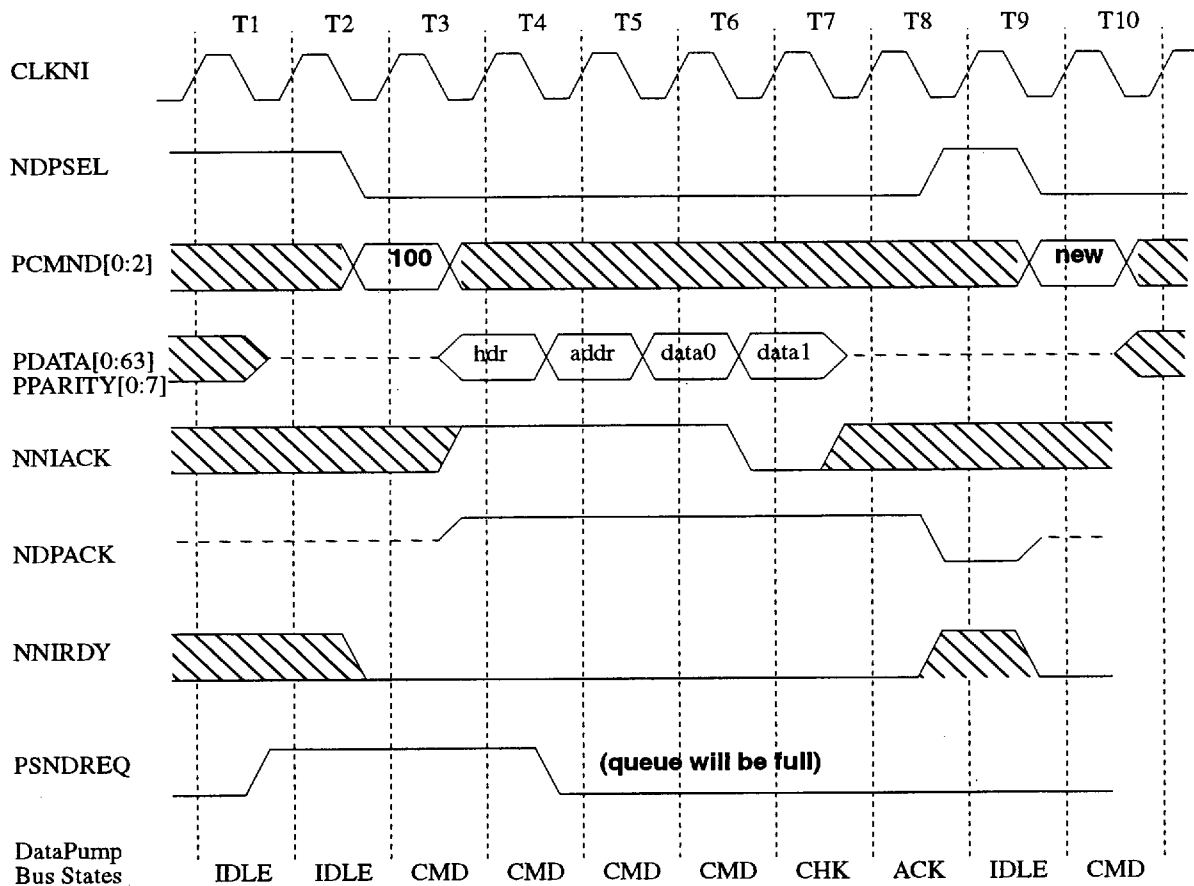 T1 T2 T3 T4 T5 T6 T7 T8 T9 T10
CLKNI
NDPSEL
PCMND[0:2] 100 new
PDATA[0:63] hdr addr data0 data1
PPARITY[0:7]
NNIACK
NDPACK
NNIRDY
PSNDREQ (queue will be full)
DataPump
Bus States IDLE IDLE CMD CMD CMD CMD CHK ACK IDLE CMD